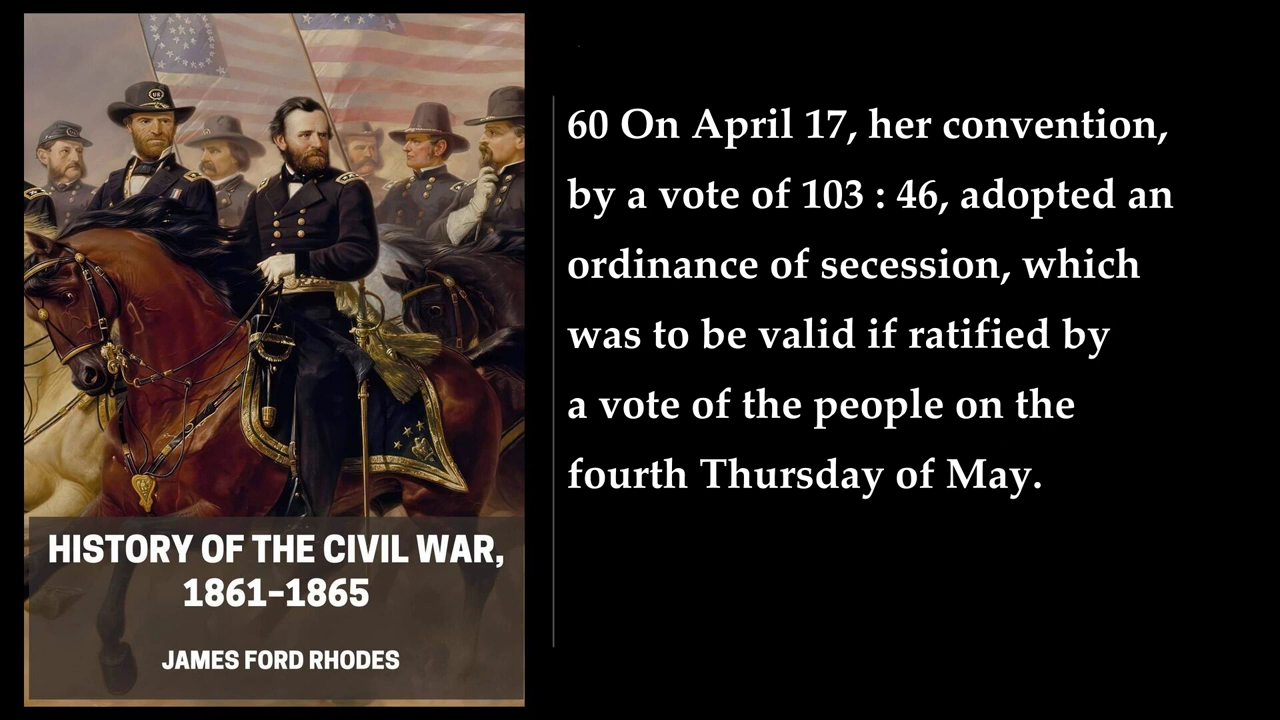 HISTORY OF THE CIVIL WAR,
1861–1865
JAMES FORD RHODES
60 On April 17, her convention,
by a vote of 103 : 46, adopted an
ordinance of secession, which
was to be valid if ratified by
a vote of the people on the
fourth Thursday of May.